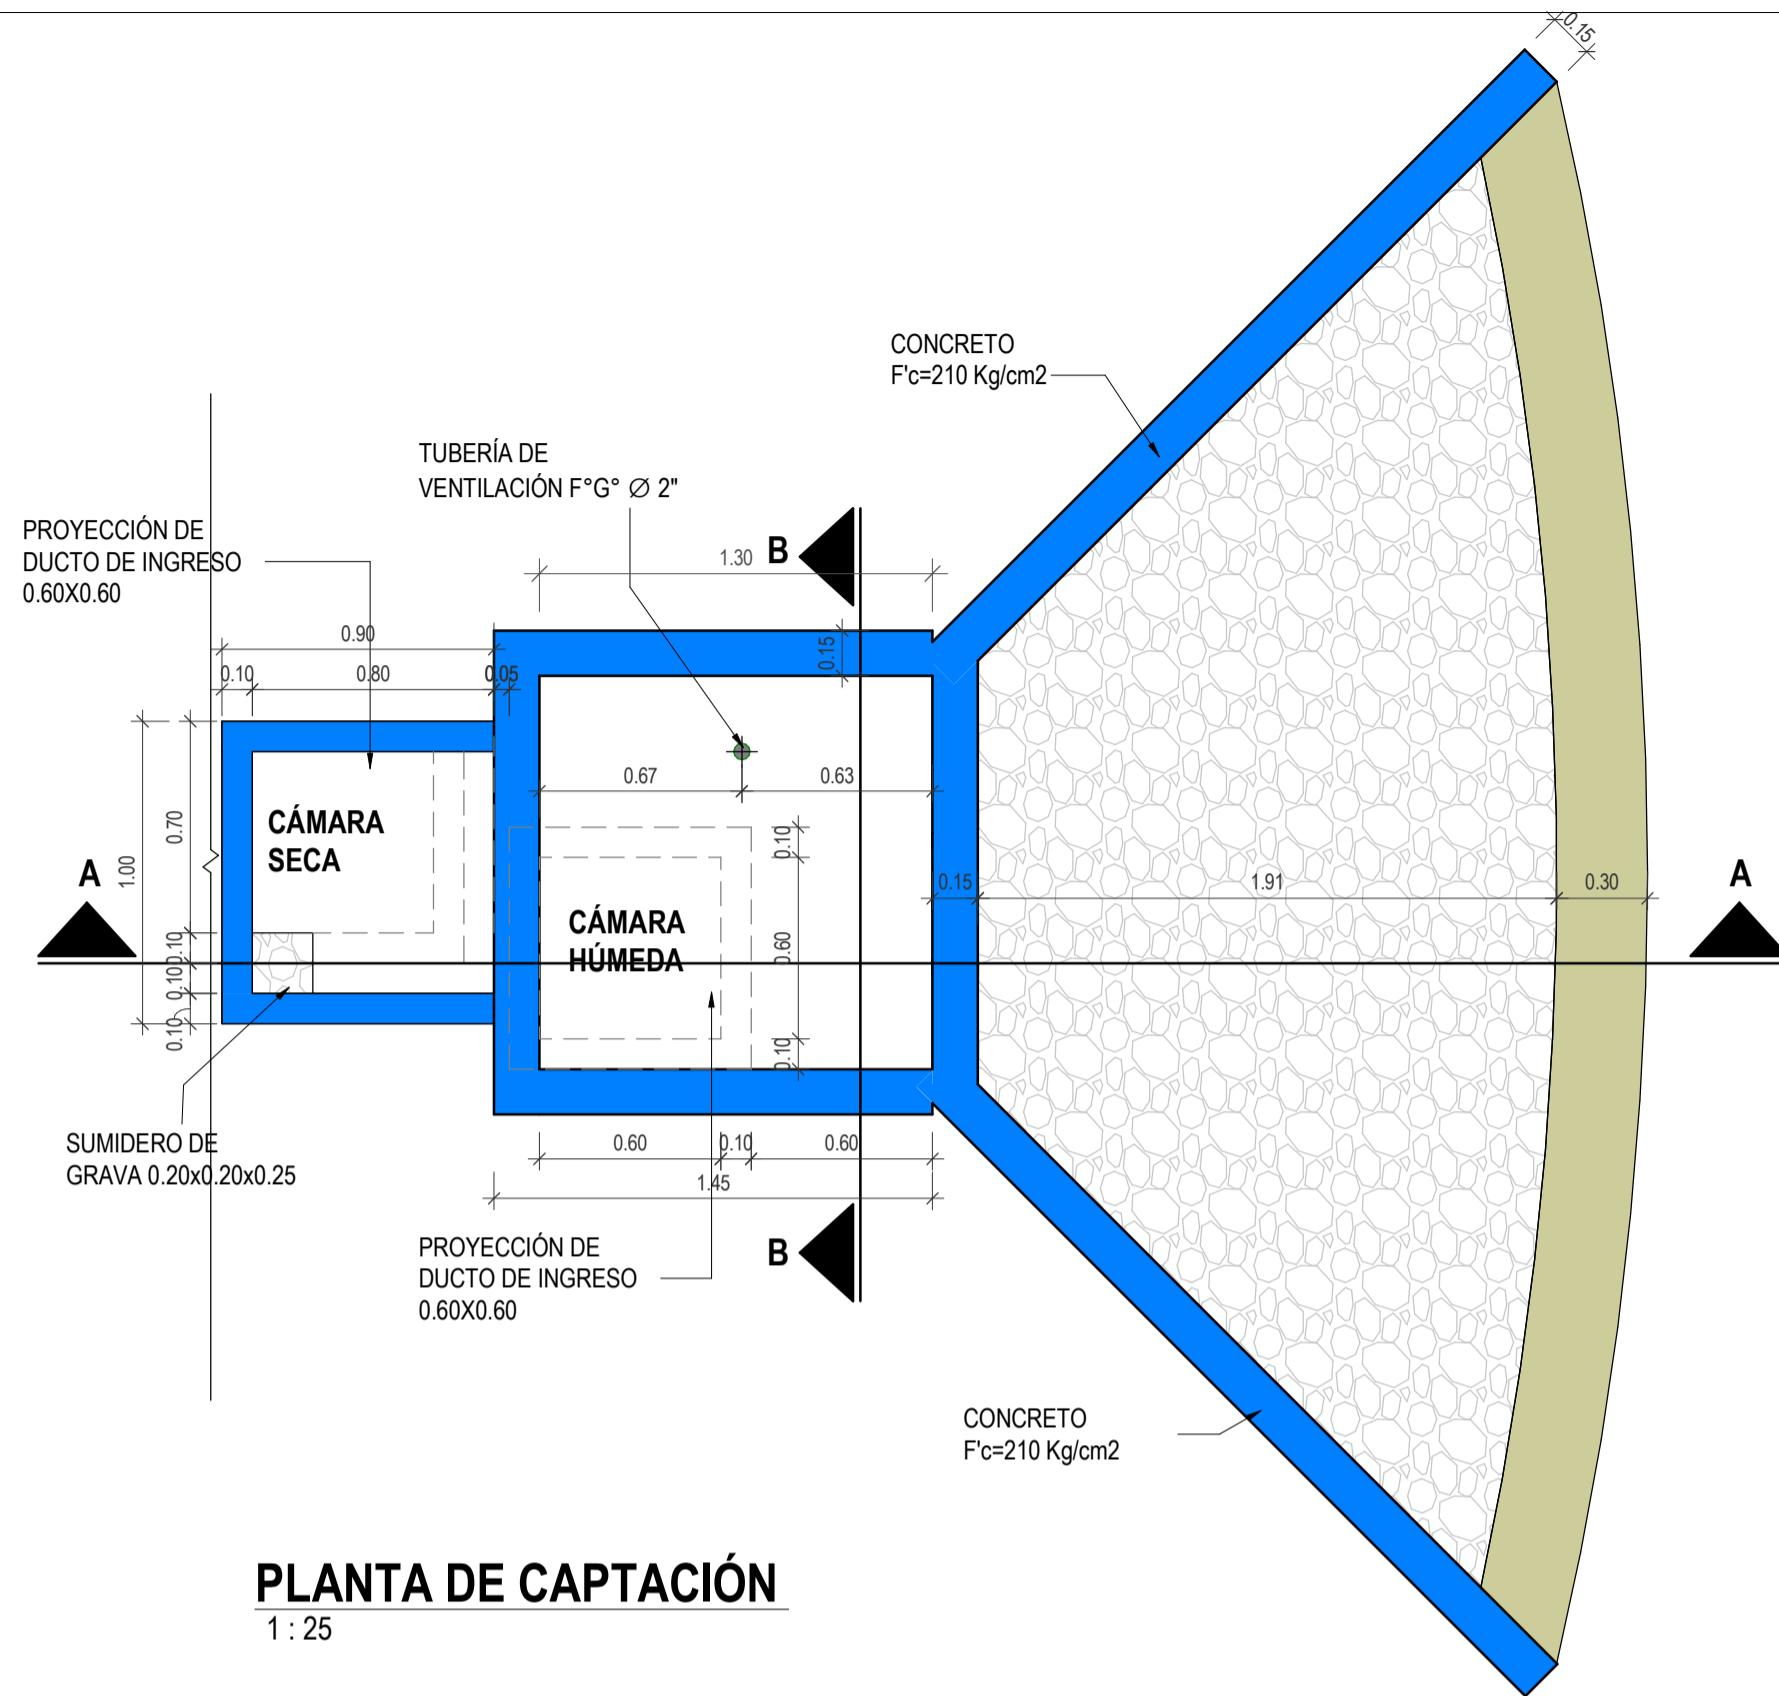 0.15
CONCRETO
F'c=210 Kg/cm2
TUBERÍA DE
VENTILACIÓN F°G° Ø 2"
PROYECCIÓN DE
DUCTO DE INGRESO
0.60X0.60
1.30
B
0.90
0.15
0.10
0.80
0.05
0.67
0.63
0.70
CÁMARA
SECA
0.10
1.00
A
0.15
1.91
0.30
A
CÁMARA
HÚMEDA
0.60
0.10
0.10
0.10
0.10
SUMIDERO DE
GRAVA 0.20x0.20x0.25
0.60
0.10
0.60
1.45
PROYECCIÓN DE
DUCTO DE INGRESO
0.60X0.60
B
CONCRETO
F'c=210 Kg/cm2
PLANTA DE CAPTACIÓN
1 : 25